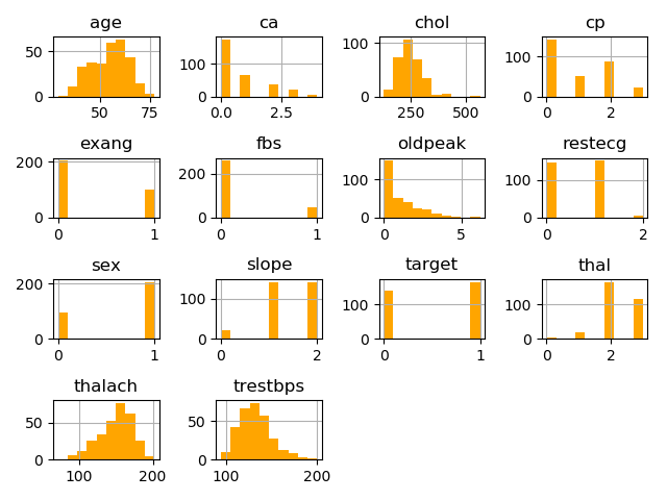 age ca chol cp
50 100 100 100
0 0 0 0
50 75 0.0 2.5 250 500 0 2
exang fbs oldpeak restecg
200 200 100 100
0 0 0 0
0 1 0 1 0 5 0 2
sex slope target thal
200 100 100 100
0 0 0 0
0 1 0 2 0 1 0 2
thalach trestbps
50 50
0 0
100 200 100 200